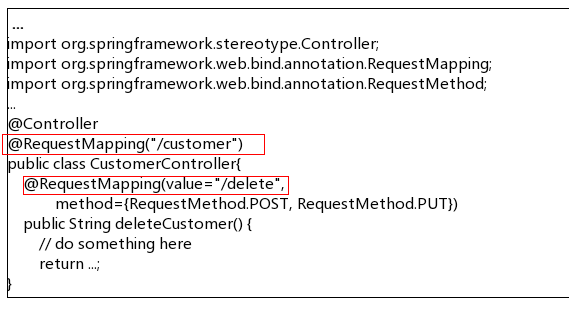 ...
import org.springframework.stereotype.Controller;
import org.springframework.web.bind.annotation.RequestMapping;
import org.springframework.web.bind.annotation.RequestMethod;
...
@Controller
@RequestMapping("/customer")
public class CustomerController{
@RequestMapping(value="/delete",
method={RequestMethod.POST, RequestMethod.PUT})
public String deleteCustomer() {
// do something here
return ...;
}